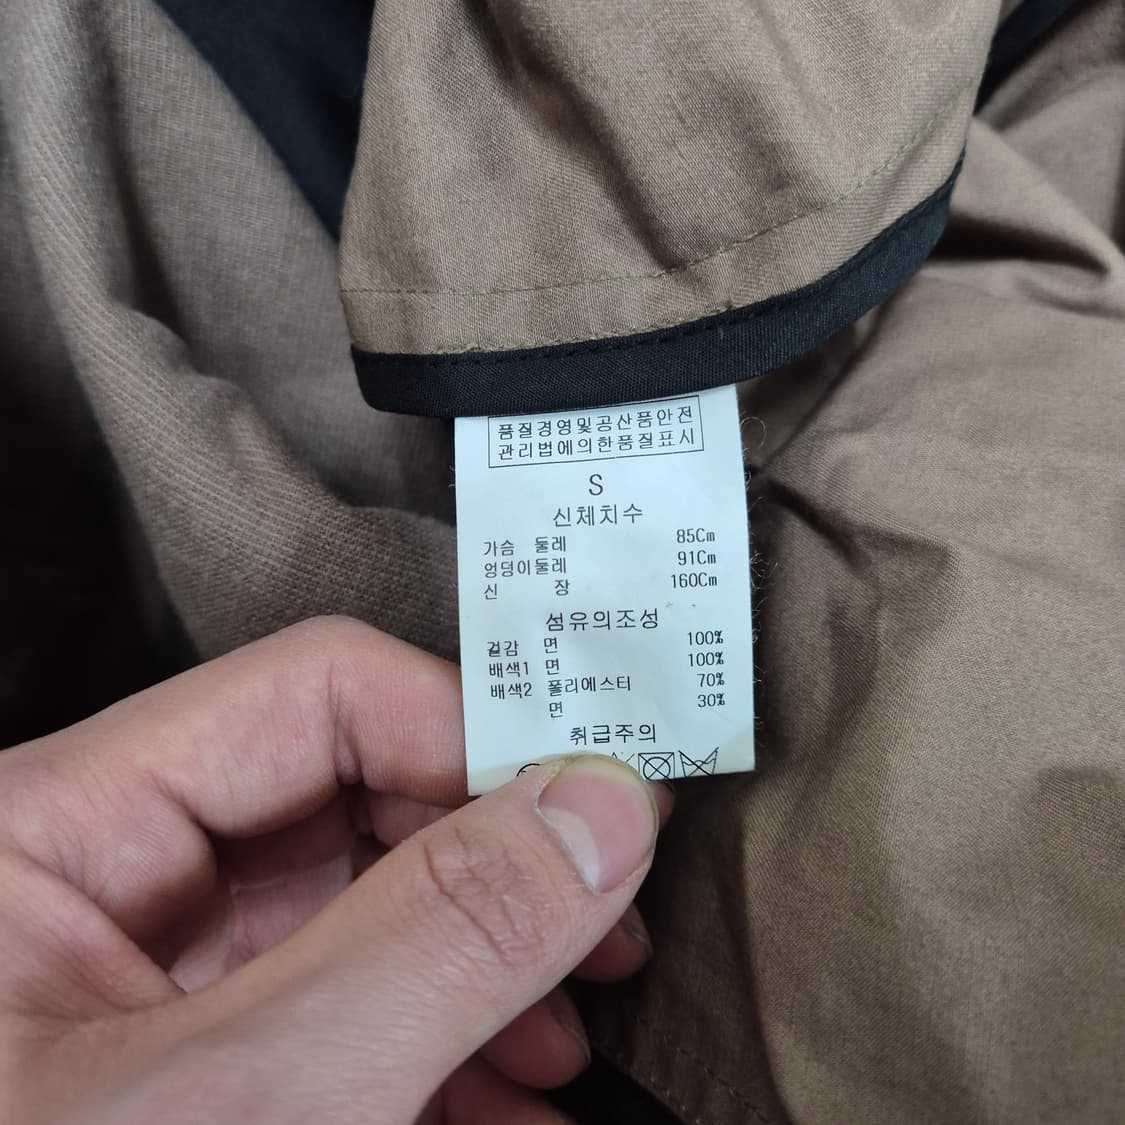 품질경영및공산품안전
관리법에의한품질표시
S
신체치수
가슴 둘레 85Cm
엉덩이둘레 91Cm
신 장 160Cm
섬유의조성
겉감 면 100%
배색1 면 100%
배색2 폴리에스터 70%
면 30%
취급주의